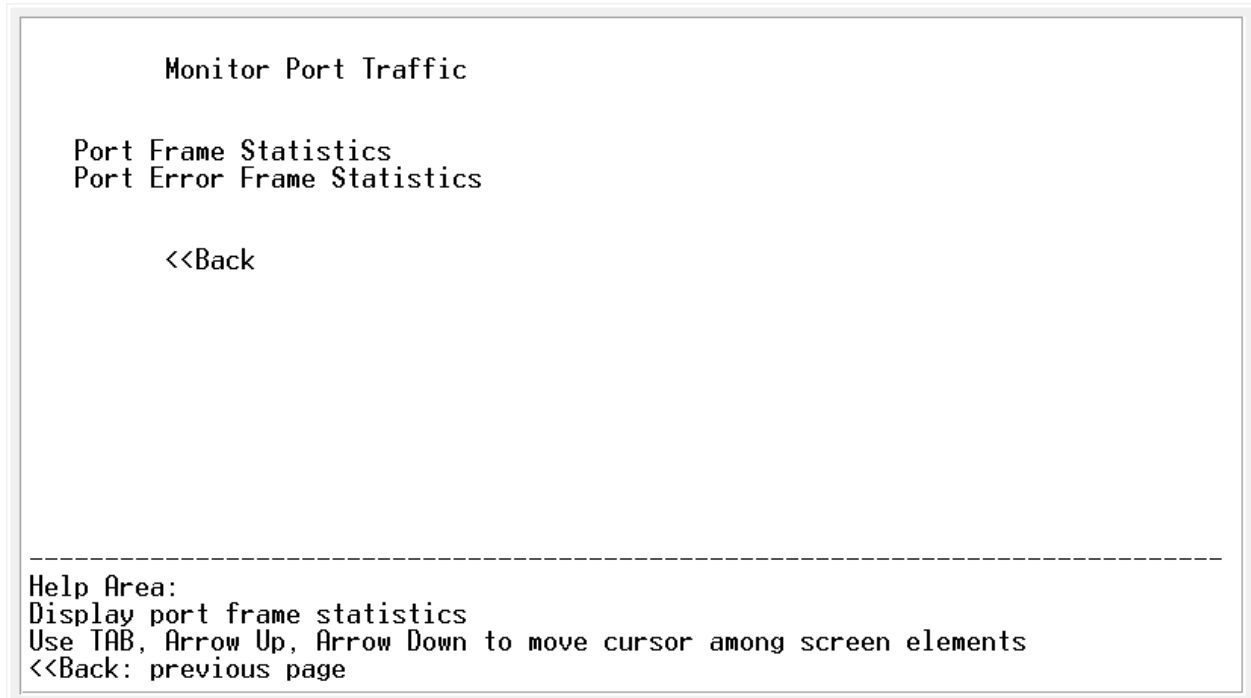 Monitor Port Traffic
Port Frame Statistics
Port Error Frame Statistics
<<Back
--------------------------------------------------------------------------------
Help Area:
Display port frame statistics
Use TAB, Arrow Up, Arrow Down to move cursor among screen elements
<<Back: previous page